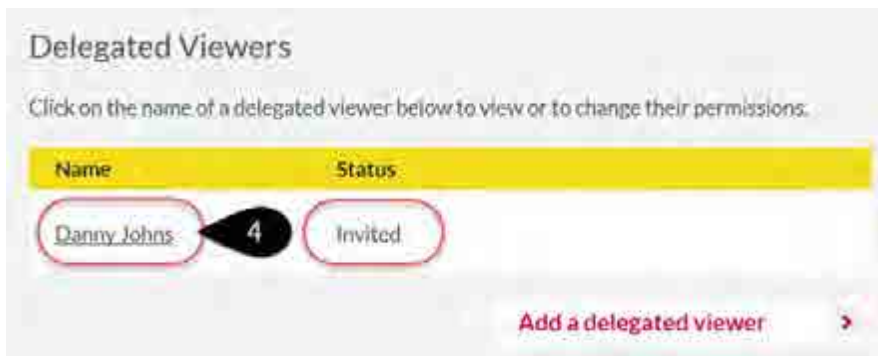 Delegated Viewers
Click on the name of a delegated viewer below to view or to change their permissions.
Name Status
Danny Johns 4 Invited
Add a delegated viewer >